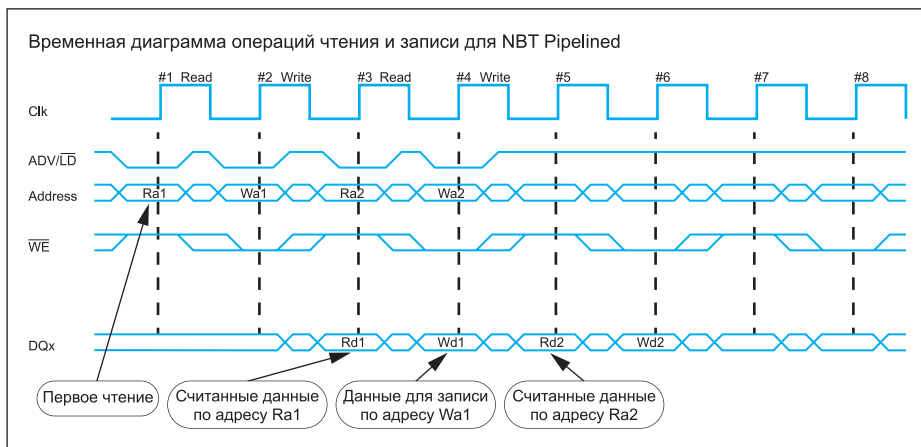 Временная диаграмма операций чтения и записи для NBT Pipelined
#1 Read #2 Write #3 Read #4 Write #5 #6 #7 #8
Clk
ADV/LD
Address Ra1 Wa1 Ra2 Wa2
WE
DQx Rd1 Wd1 Rd2 Wd2
Первое чтение
Считанные данные
по адресу Ra1
Данные для записи
по адресу Wa1
Считанные данные
по адресу Ra2